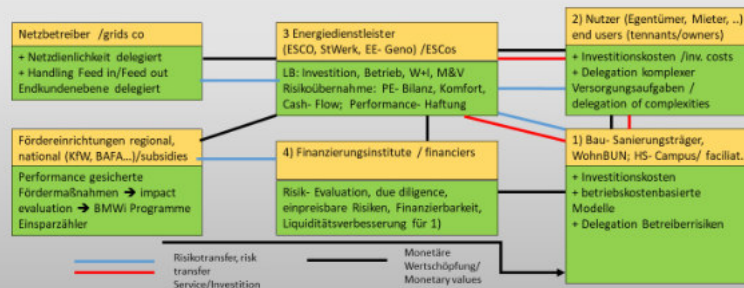 Netzbetreiber /grids co
+ Netzdienlichkeit delegiert
+ Handling Feed in/Feed out
Endkundenebene delegiert
3 Energiedienstleister
(ESCO, StWerk, EE- Geno) /ESCos
LB: Investition, Betrieb, W+I, M&V
Risikoübernahme: PE- Bilanz, Komfort,
Cash- Flow; Performance- Haftung
2) Nutzer (Egentümer, Mieter, ..)
end users (tennants/owners)
+ Investitionskosten /inv. costs
+ Delegation komplexer
Versorgungsaufgaben /
delegation of complexities
Fördereinrichtungen regional,
national (KfW, BAFA...)/subsidies
Performance gesicherte
Fördermaßnahmen ➔ impact
evaluation ➔ BMWi Programme
Einsparzähler
4) Finanzierungsinstitute / financiers
Risik- Evaluation, due diligence,
einpreisbare Risiken, Finanzierbarkeit,
Liquiditätsverbesserung für 1)
1) Bau- Sanierungsträger,
WohnBUN; HS- Campus/ faciliat.
+ Investitionskosten
+ betriebskostenbasierte
Modelle
+ Delegation Betreiberrisiken
Risikotransfer, risk
transfer
Service/Investition
Monetäre
Wertschöpfung/
Monetary values